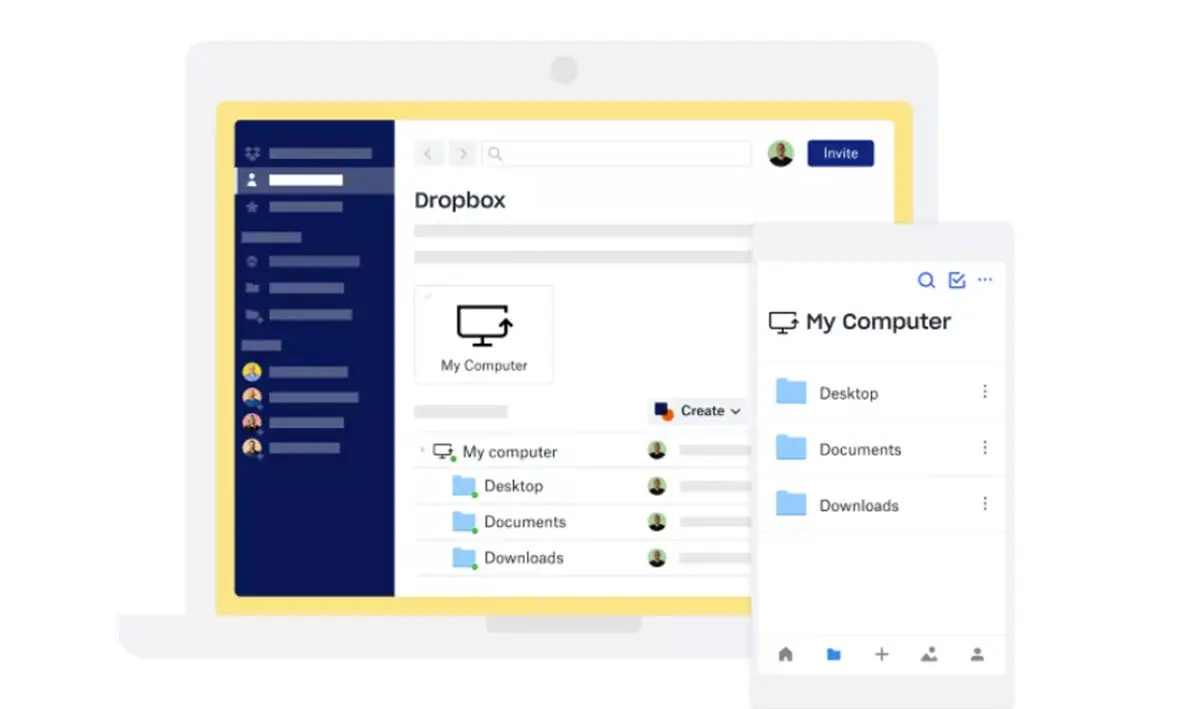 Invite
Dropbox
My Computer
Create
My computer
Desktop
Documents
Downloads
My Computer
Desktop
Documents
Downloads